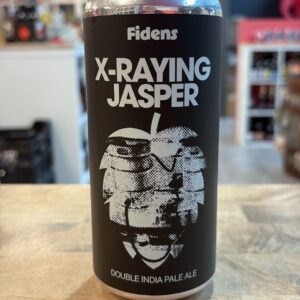 Fidens
X-RAYING
JASPER
DOUBLE INDIA PALE ALE